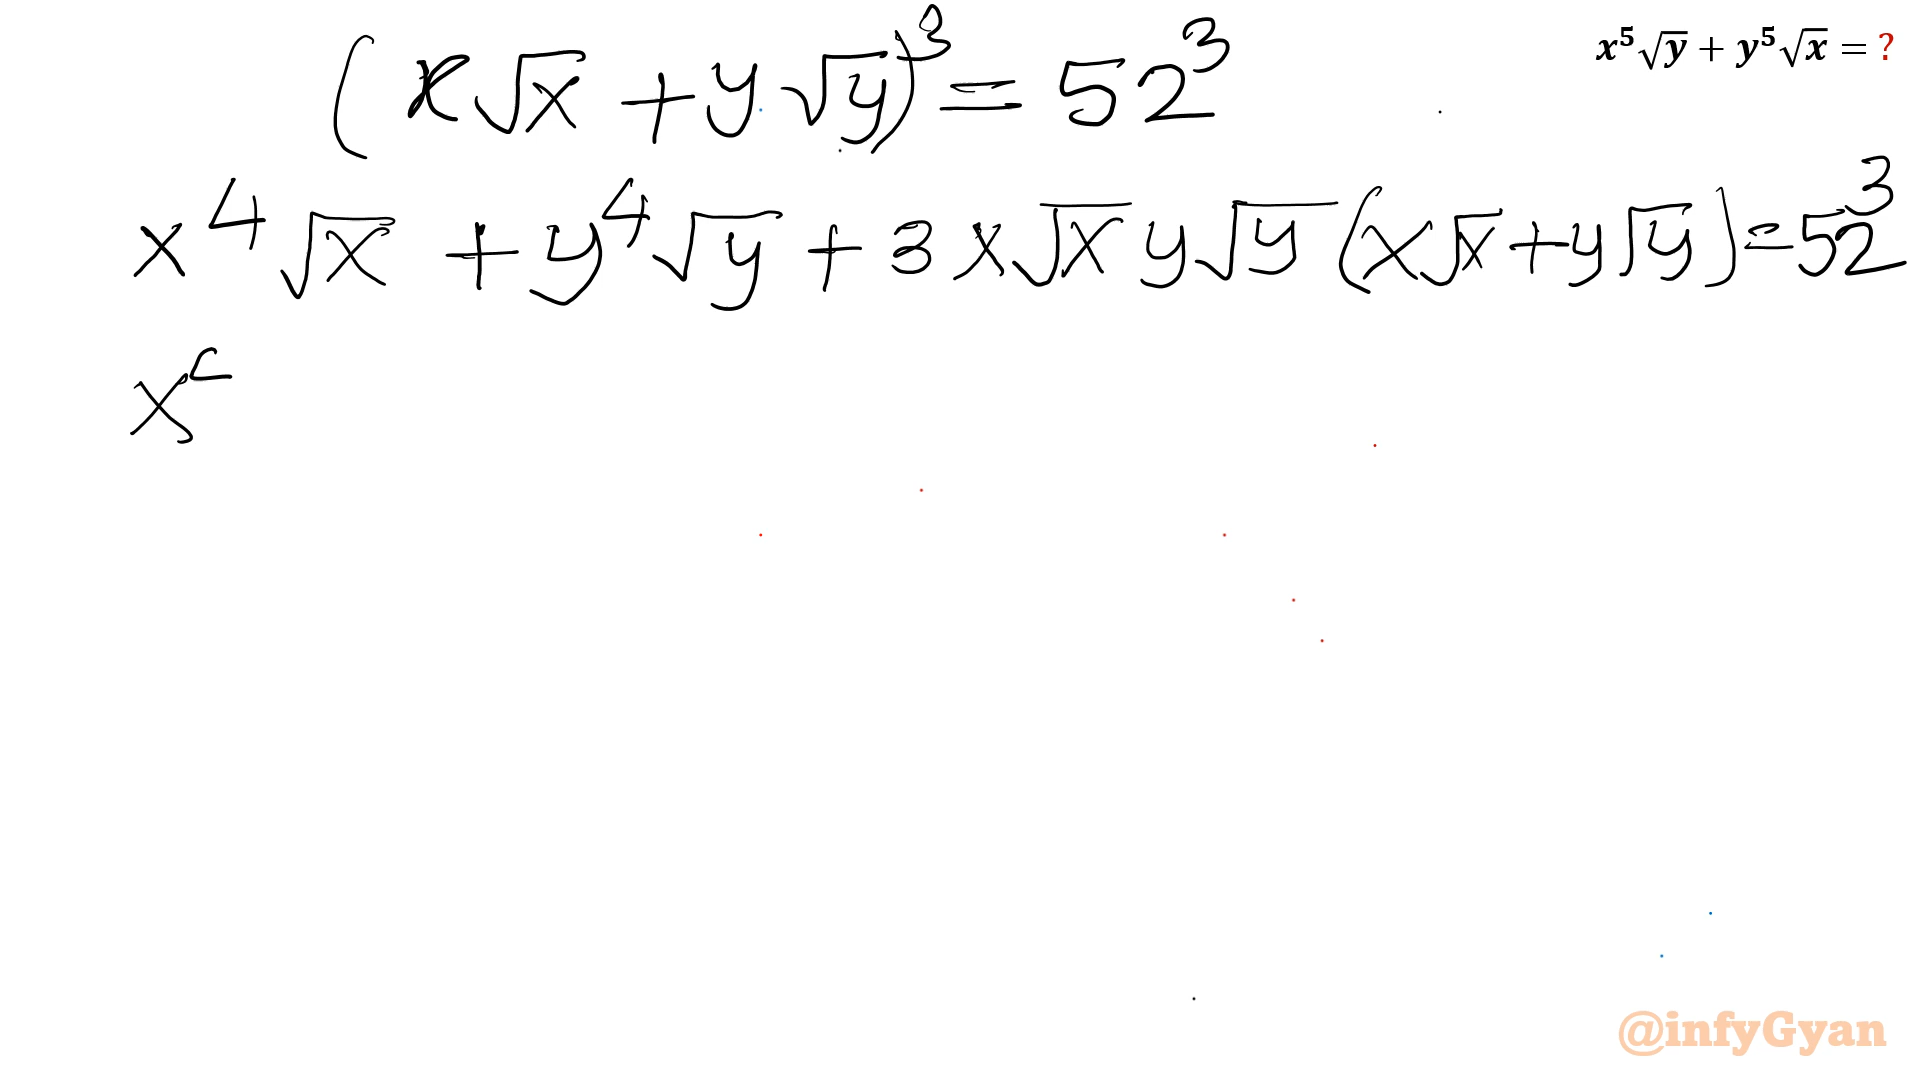 x⁵√y + y⁵√x = ?
(x√x + y√y)³ = 52³
x⁴√x + y⁴√y + 3x√x y√y (x√x + y√y) = 52³
x
@infyGyan